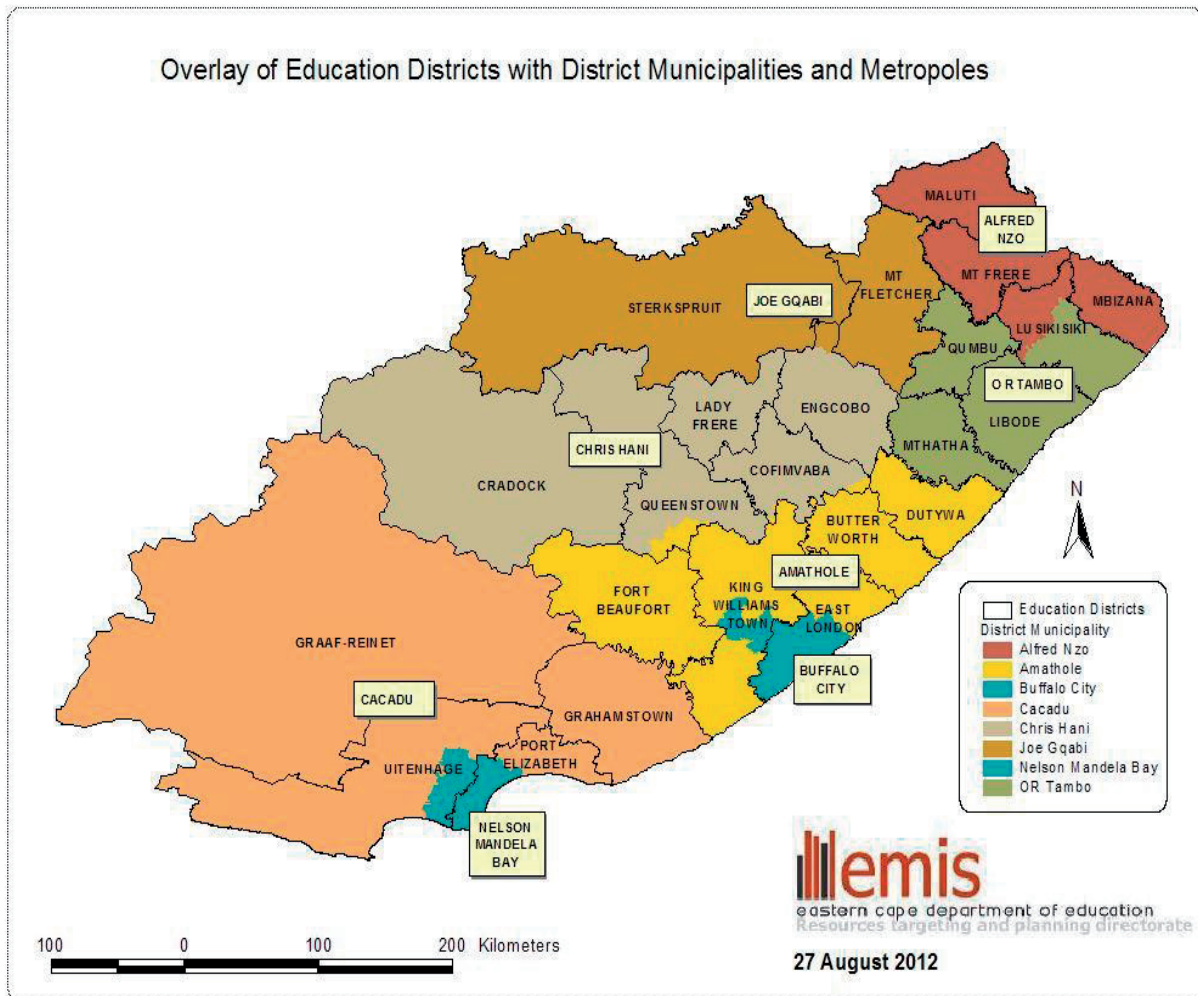 Overlay of Education Districts with District Municipalities and Metropoles
MALUTI
ALFRED
NZO
MT FRERE
MBIZANA
MT
FLETCHER
LUSIKISIKI
STERKSPRUIT
JOE GQABI
QUMBU
OR TAMBO
LIBODE
MTHATHA
LADY
FRERE
ENGCOBO
CHRIS HANI
COFIMVABA
CRADOCK
QUEENSTOWN
DUTYWA
BUTTER
WORTH
AMATHOLE
FORT
BEAUFORT
KING
WILLIAMS
TOWN
EAST
LONDON
BUFFALO
CITY
GRAAF-REINET
CACADU
GRAHAMSTOWN
PORT
ELIZABETH
UITENHAGE
NELSON
MANDELA
BAY
N
Education Districts
District Municipality
Alfred Nzo
Amathole
Buffalo City
Cacadu
Chris Hani
Joe Gqabi
Nelson Mandela Bay
OR Tambo
emis
eastern cape department of education
Resources targeting and planning directorate
27 August 2012
100 0 100 200 Kilometers